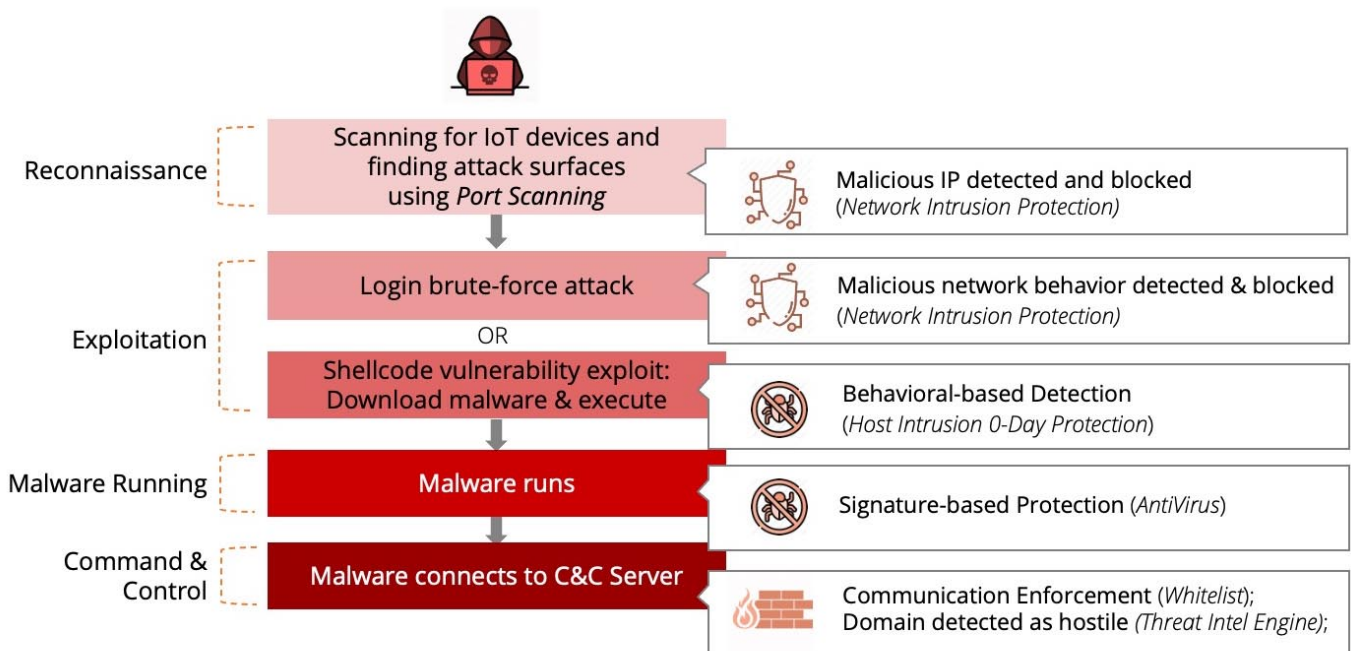 Reconnaissance
Scanning for IoT devices and
finding attack surfaces
using Port Scanning
Malicious IP detected and blocked
(Network Intrusion Protection)
Exploitation
Login brute-force attack
Malicious network behavior detected & blocked
(Network Intrusion Protection)
OR
Shellcode vulnerability exploit:
Download malware & execute
Behavioral-based Detection
(Host Intrusion 0-Day Protection)
Malware Running
Malware runs
Signature-based Protection (AntiVirus)
Command &
Control
Malware connects to C&C Server
Communication Enforcement (Whitelist);
Domain detected as hostile (Threat Intel Engine);